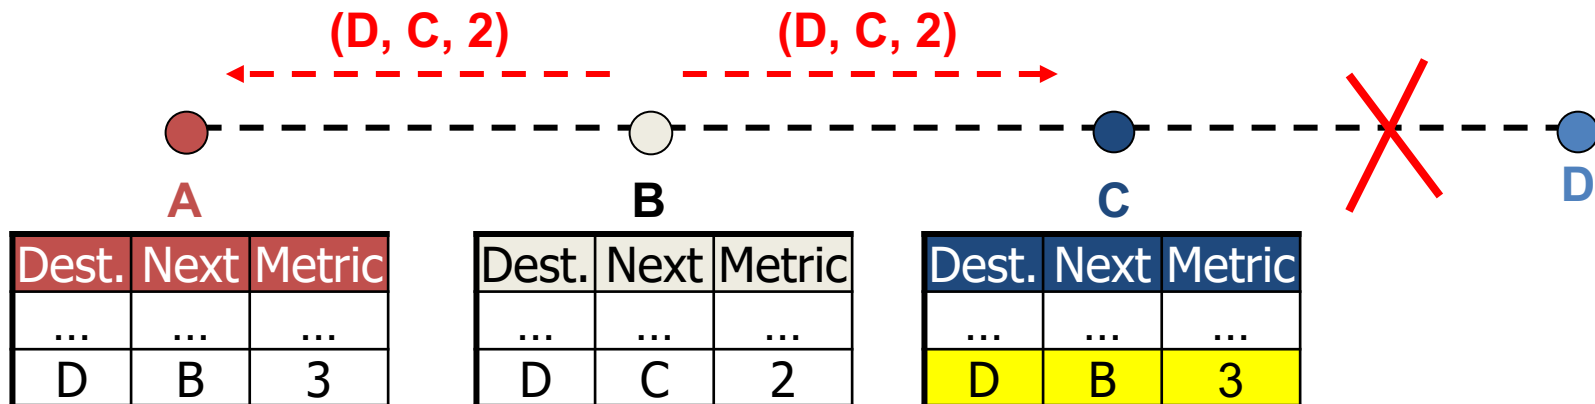 (D, C, 2) (D, C, 2)
A B C D
Dest. Next Metric Dest. Next Metric Dest. Next Metric
... ... ... ... ... ... ... ... ...
D B 3 D C 2 D B 3